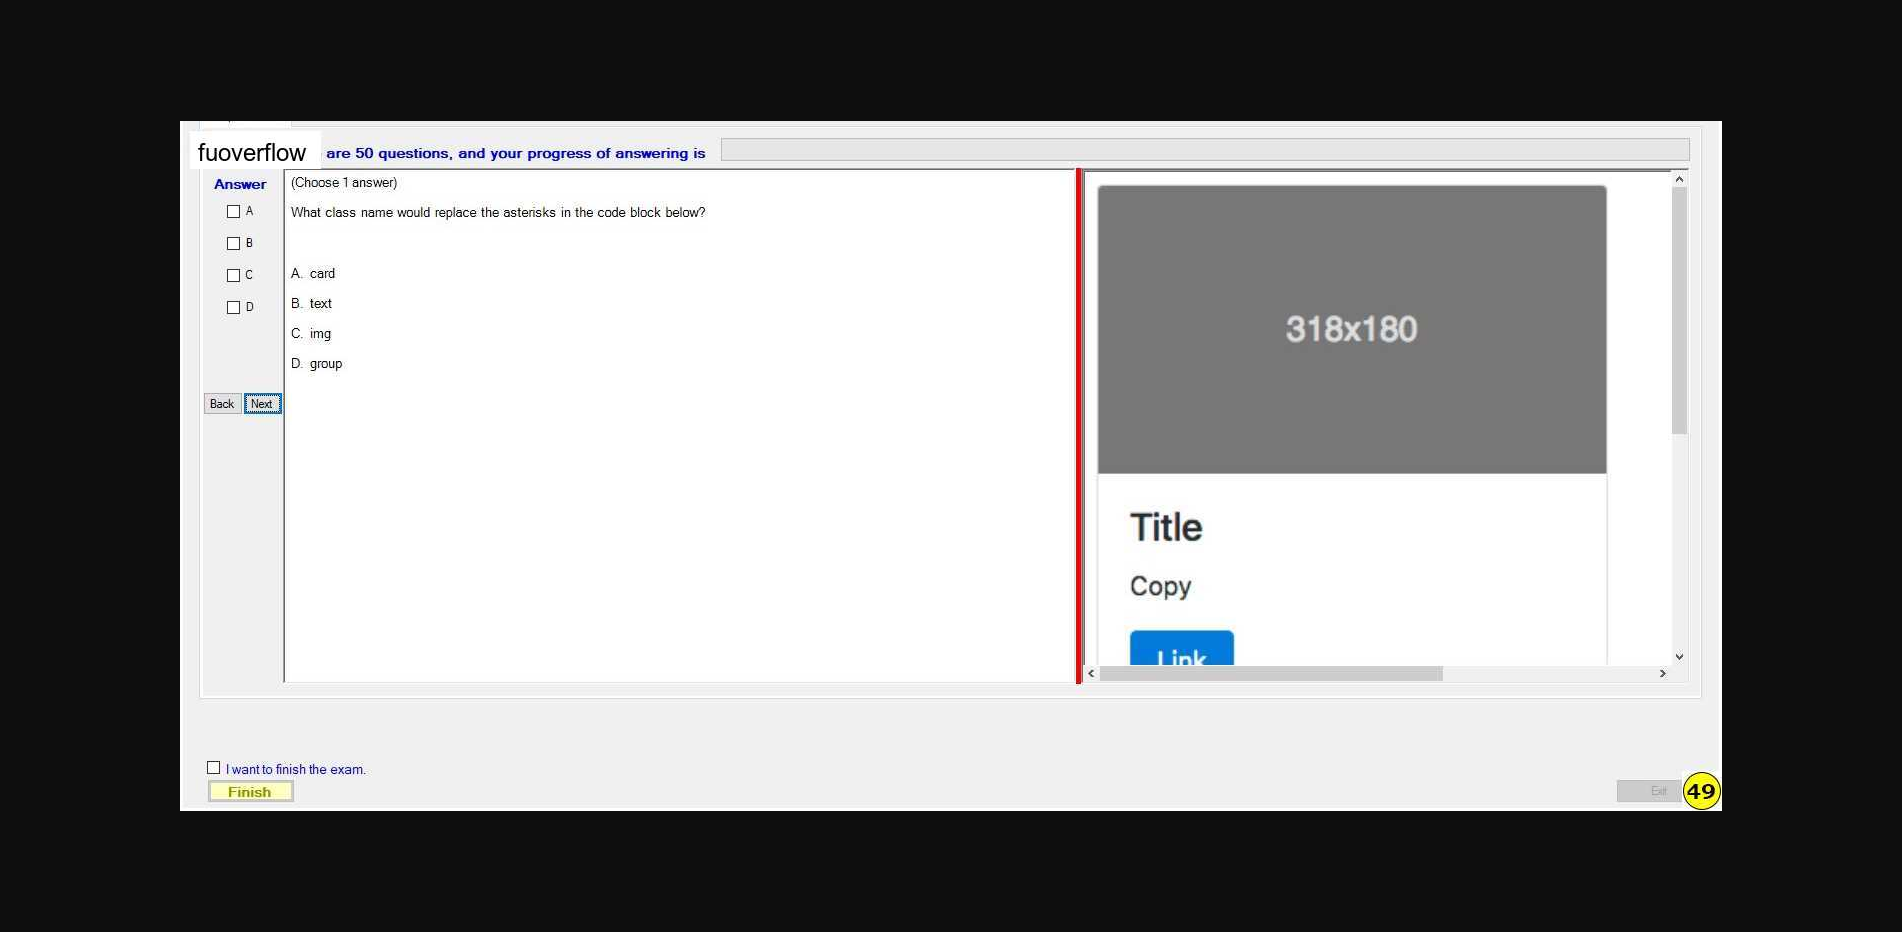 fuoverflow are 50 questions, and your progress of answering is
Answer
A
B
C
D
Back Next
(Choose 1 answer)
What class name would replace the asterisks in the code block below?
A. card
B. text
C. img
D. group
318x180
Title
Copy
Link
I want to finish the exam.
Finish
Exit
49